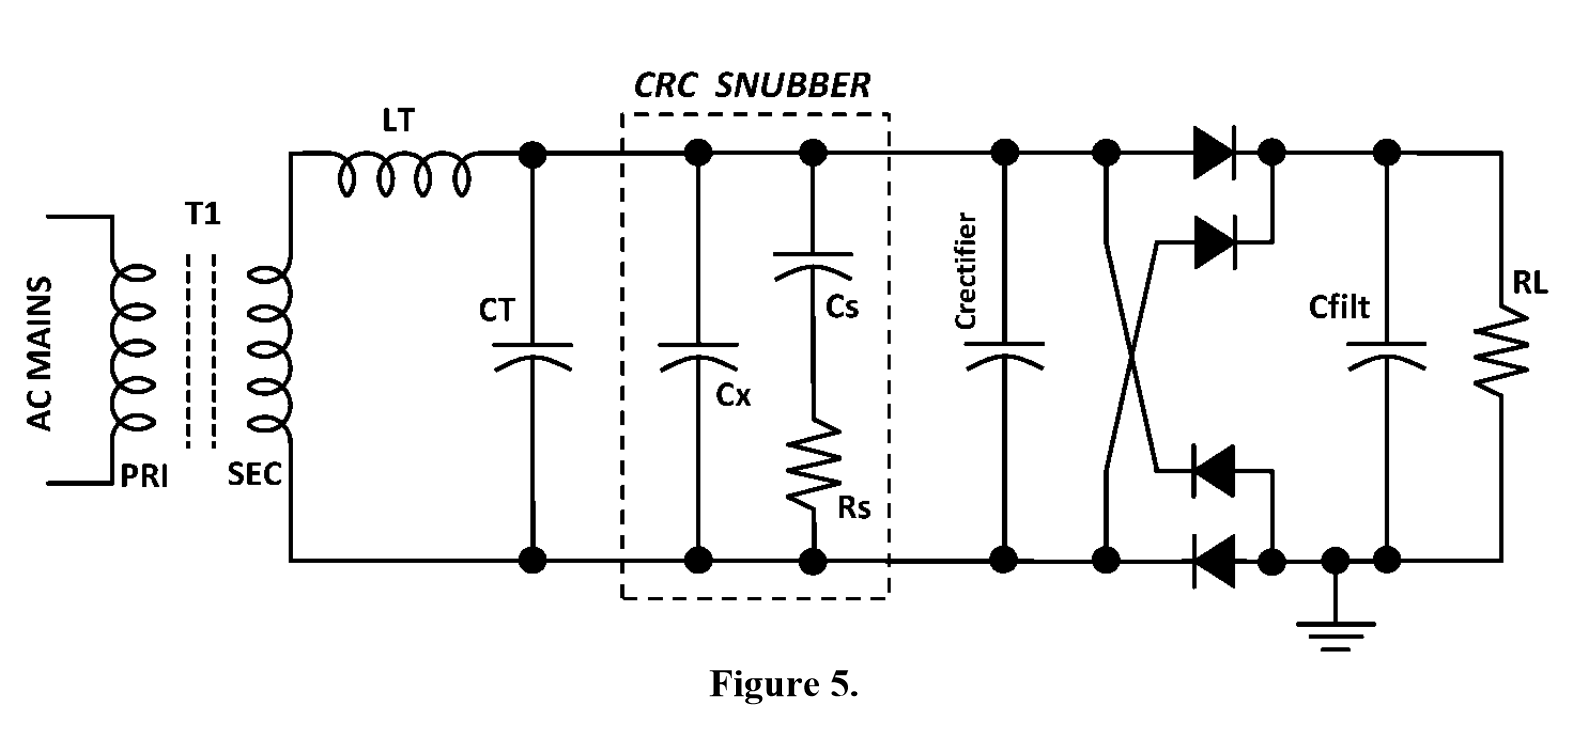 CRC SNUBBER
LT
T1
AC MAINS
PRI
SEC
CT
Cx
Cs
Rs
Crectifier
Cfilt
RL
Figure 5.